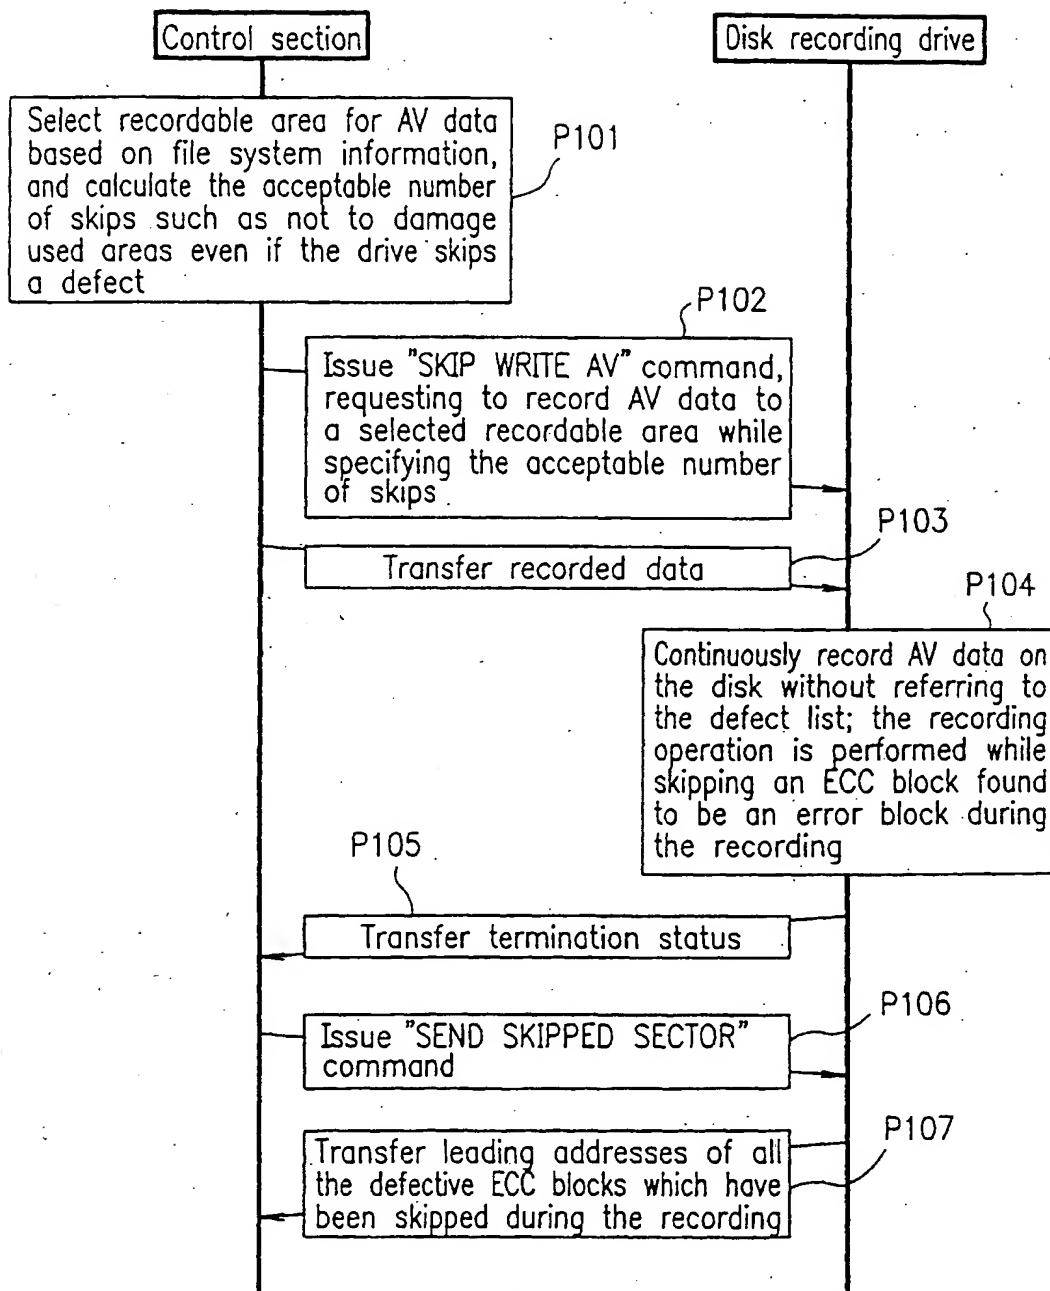 Control section
Disk recording drive
Select recordable area for AV data
based on file system information,
and calculate the acceptable number
of skips such as not to damage
used areas even if the drive skips
a defect
P101
P102
Issue "SKIP WRITE AV" command,
requesting to record AV data to
a selected recordable area while
specifying the acceptable number
of skips
P103
Transfer recorded data
P104
Continuously record AV data on
the disk without referring to
the defect list; the recording
operation is performed while
skipping an ECC block found
to be an error block during
the recording
P105
Transfer termination status
P106
Issue "SEND SKIPPED SECTOR"
command
P107
Transfer leading addresses of all
the defective ECC blocks which have
been skipped during the recording